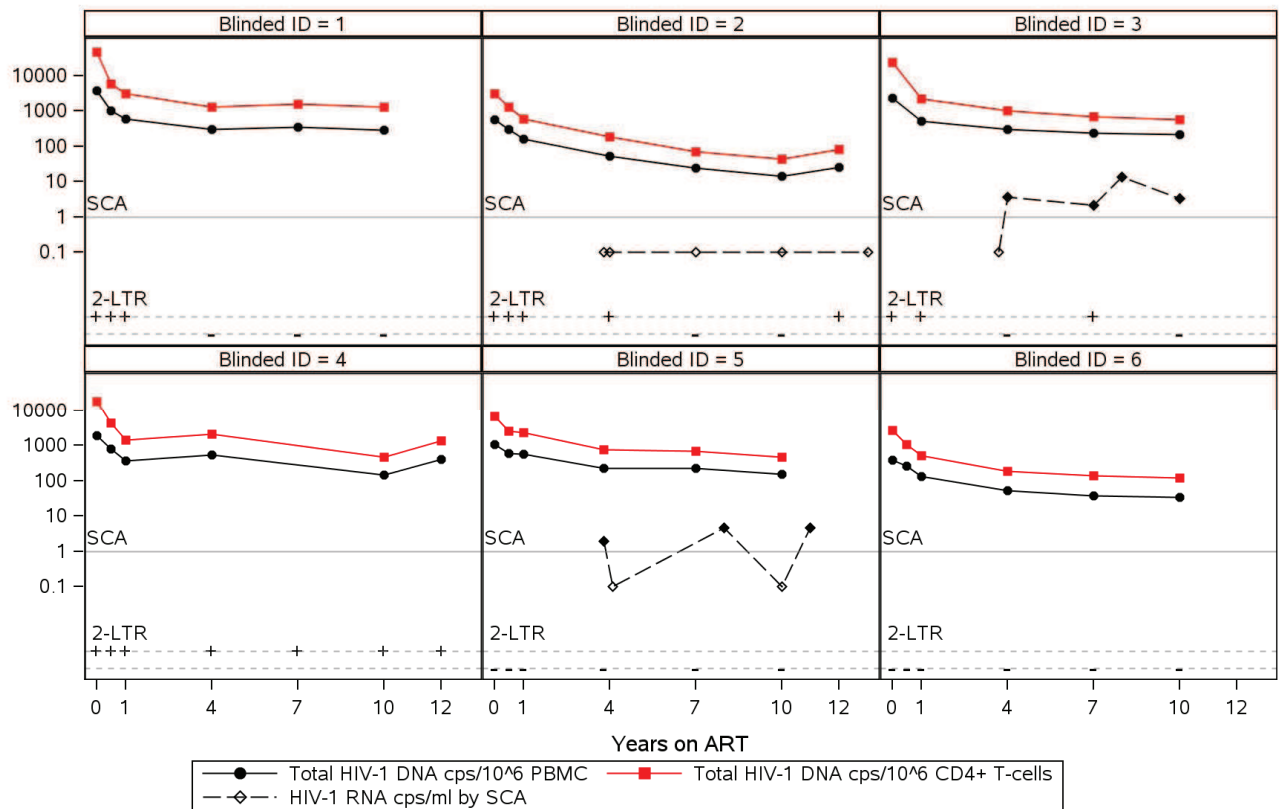 Blinded ID = 1 Blinded ID = 2 Blinded ID = 3
10000
1000
100
10
1
0.1
SCA SCA SCA
2-LTR 2-LTR 2-LTR
+ + + + + + + + + + +
- - - - - - -
Blinded ID = 4 Blinded ID = 5 Blinded ID = 6
10000
1000
100
10
1
0.1
SCA SCA SCA
2-LTR 2-LTR 2-LTR
+ + + + + + +
- - - - - - - - - - - -
0 1 4 7 10 12 0 1 4 7 10 12 0 1 4 7 10 12
Years on ART
Total HIV-1 DNA cps/10^6 PBMC Total HIV-1 DNA cps/10^6 CD4+ T-cells
HIV-1 RNA cps/ml by SCA